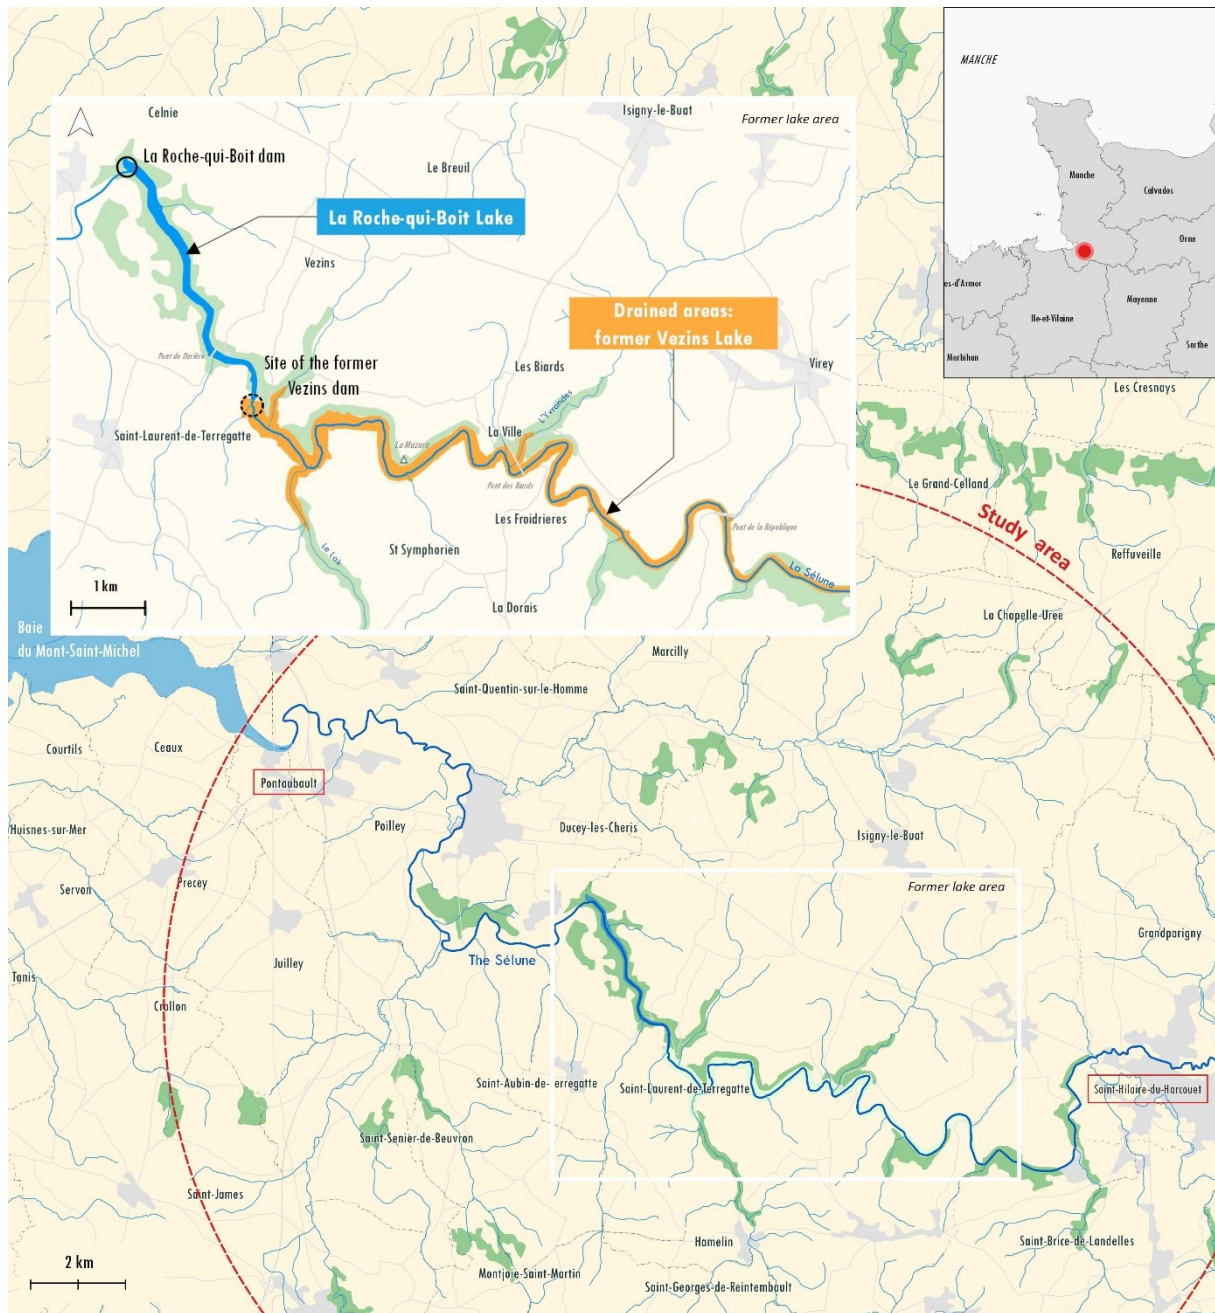 MANCHE
Manche
Calvados
Orne
es-d'Armor
Mayenne
Ile-et-Vilaine
Sarthe
Morbihan
Celnie
Isigny-le-Buat
Former lake area
La Roche-qui-Boit dam
Le Breuil
La Roche-qui-Boit Lake
Vezins
Drained areas:
former Vezins Lake
Pont de Dorière
Site of the former
Vezins dam
Les Biards
Virey
L'Yvrandes
Saint-Laurent-de-Terregatte
La Mazure
La Ville
Pont des Biards
Les Froidrieres
Pont de la République
St Symphorien
Le Lair
La Sélune
La Dorais
1 km
Les Cresnays
Le Grand-Celland
Study area
Reffuveille
La Chapelle-Uree
Baie
du Mont-Saint-Michel
Marcilly
Saint-Quentin-sur-le-Homme
Courtils
Ceaux
Pontaubault
Poilley
Ducey-les-Cheris
Isigny-le-Buat
Huisnes-sur-Mer
Servon
Precey
Former lake area
Grandparigny
The Sélune
Juilley
Tanis
Crollon
Saint-Aubin-de-Terregatte
Saint-Laurent-de-Terregatte
Saint-Hilaire-du-Harcouet
Saint-Senier-de-Beuvron
Saint-James
Hamelin
Saint-Brice-de-Landelles
Montjoie-Saint-Martin
Saint-Georges-de-Reintembault
2 km